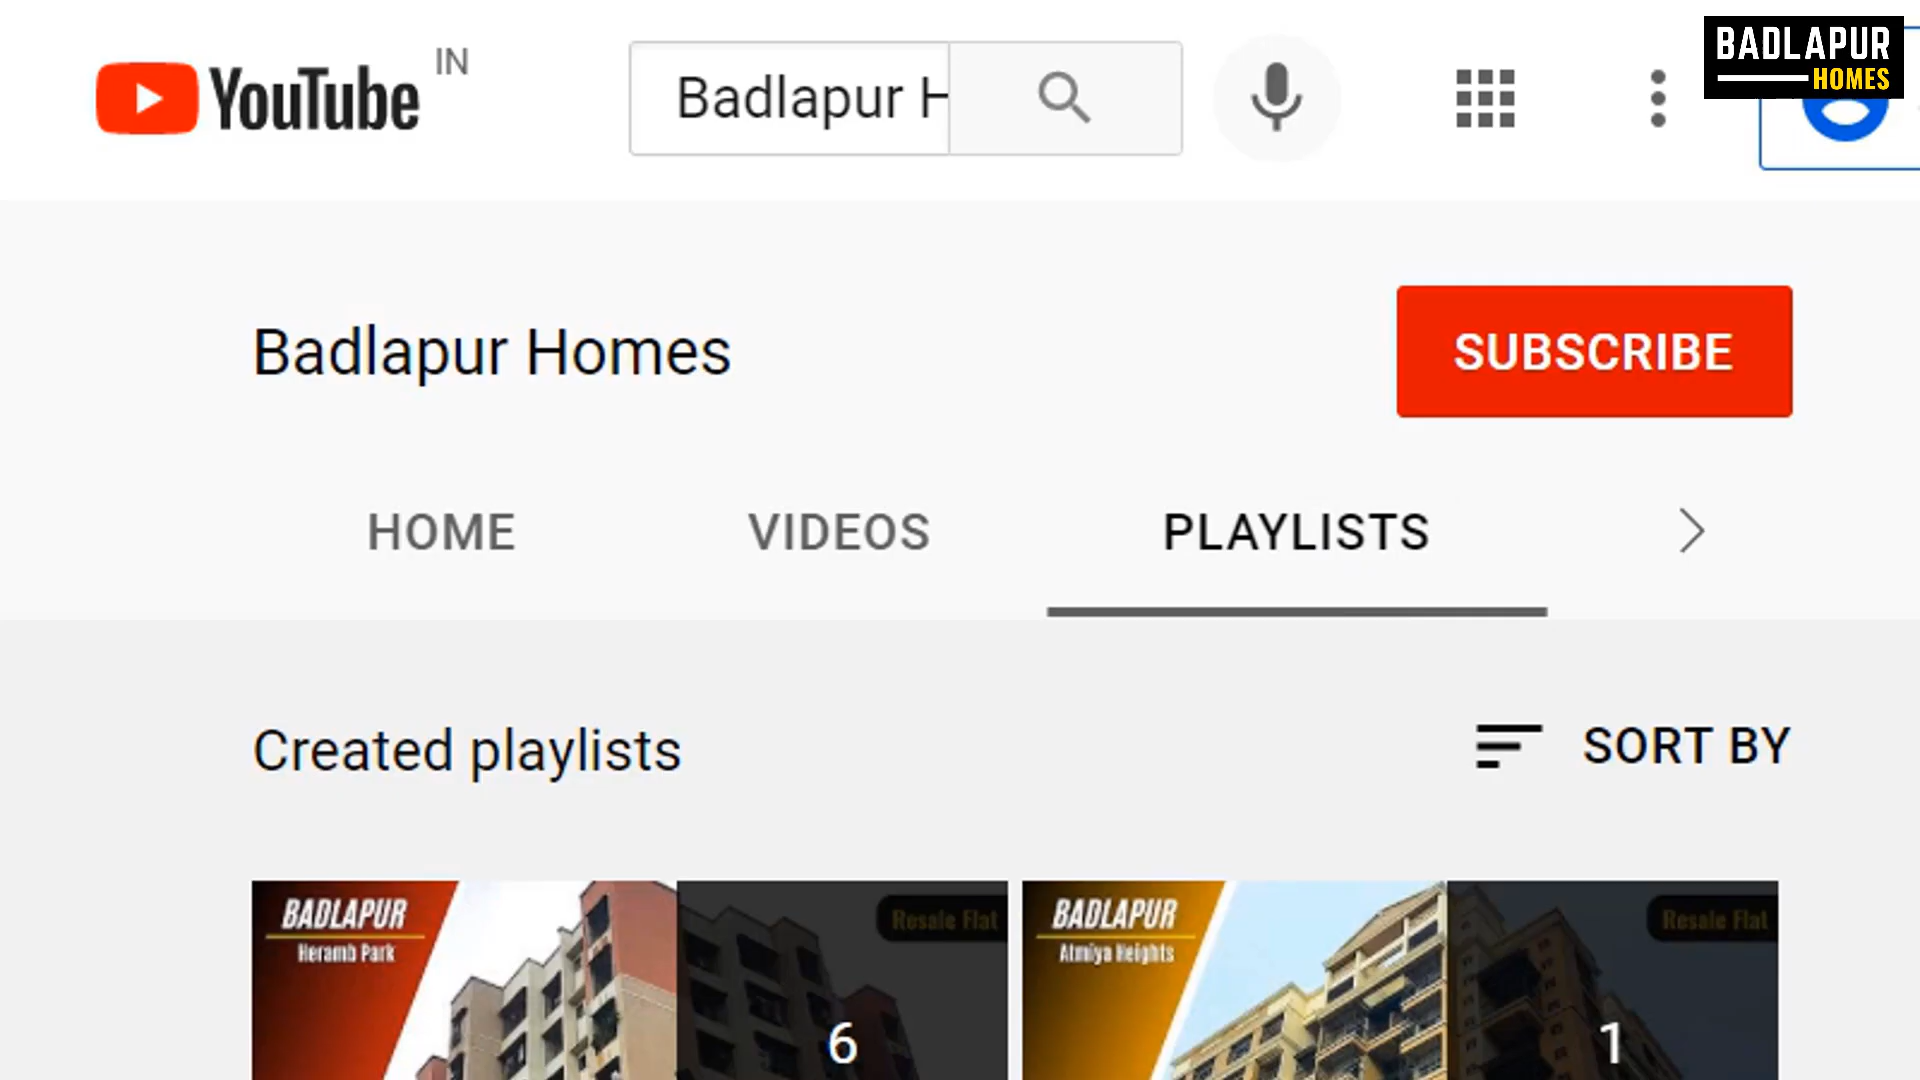 YouTube IN
Badlapur H
BADLAPUR
HOMES
Badlapur Homes
SUBSCRIBE
HOME VIDEOS PLAYLISTS
Created playlists
SORT BY
BADLAPUR
Heramb Park
Resale Flat
6
BADLAPUR
Atmiya Heights
Resale Flat
1